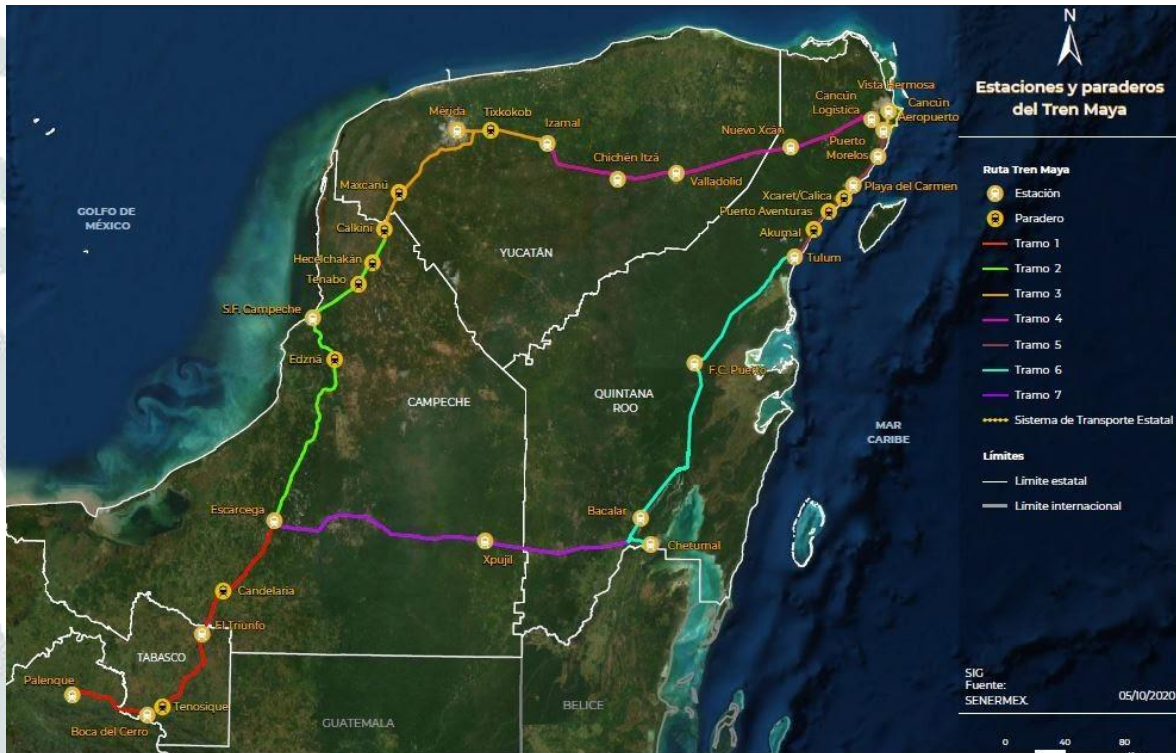 N
Estaciones y paraderos
del Tren Maya
Ruta Tren Maya
Estación
Paradero
Tramo 1
Tramo 2
Tramo 3
Tramo 4
Tramo 5
Tramo 6
Tramo 7
Sistema de Transporte Estatal
Límites
Límite estatal
Límite internacional
SIG
Fuente:
SENERMEX.
05/10/2020
0 40 80
GOLFO DE
MÉXICO
Mérida
Tixkokob
Izamal
Chichén Itzá
Valladolid
Nuevo Xcán
Vista Hermosa
Cancún
Logística
Cancún
Aeropuerto
Puerto
Morelos
Playa del Carmen
Xcaret/Calica
Puerto Aventuras
Akumal
Tulum
Maxcanú
Calkiní
Hecelchakán
Tenabo
S.F. Campeche
Edzná
YUCATÁN
CAMPECHE
QUINTANA
ROO
F.C. Puerto
MAR
CARIBE
Escárcega
Xpujil
Bacalar
Chetumal
Candelaria
El Triunfo
TABASCO
Palenque
Boca del Cerro
Tenosique
GUATEMALA
BELICE